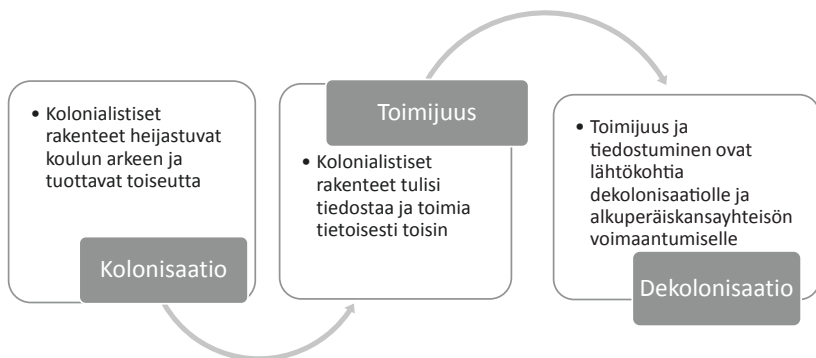 • Kolonialistiset
rakenteet heijastuvat
koulun arkeen ja
tuottavat toiseutta
Kolonisaatio
Toimijuus
• Kolonialistiset
rakenteet tulisi
tiedostaa ja toimia
tietoisesti toisin
• Toimijuus ja
tiedostuminen ovat
lähtökohtia
dekolonisaatiolle ja
alkuperäiskansayhteisön
voimaantumiselle
Dekolonisaatio